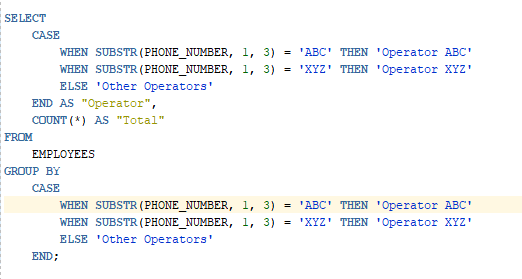 SELECT
CASE
WHEN SUBSTR(PHONE_NUMBER, 1, 3) = 'ABC' THEN 'Operator ABC'
WHEN SUBSTR(PHONE_NUMBER, 1, 3) = 'XYZ' THEN 'Operator XYZ'
ELSE 'Other Operators'
END AS "Operator",
COUNT(*) AS "Total"
FROM
EMPLOYEES
GROUP BY
CASE
WHEN SUBSTR(PHONE_NUMBER, 1, 3) = 'ABC' THEN 'Operator ABC'
WHEN SUBSTR(PHONE_NUMBER, 1, 3) = 'XYZ' THEN 'Operator XYZ'
ELSE 'Other Operators'
END;